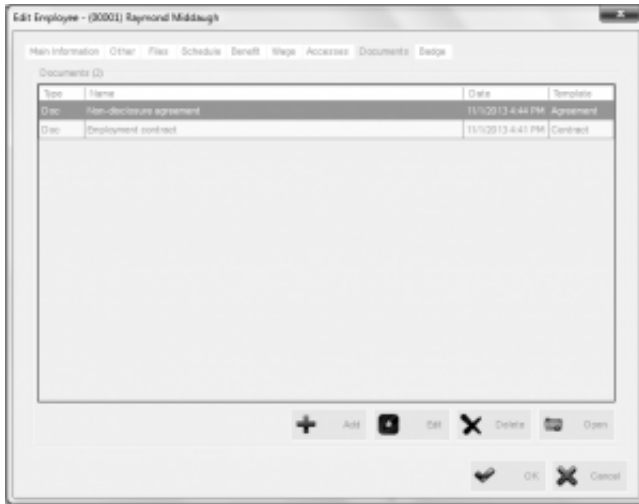 Edit Employee - (00001) Raymond Middaugh
Main Information Other Files Schedule Benefit Wage Accesses Documents Badge
Documents (2)
Type Name Date Template
Doc Non-disclosure agreement 11/1/2013 4:44 PM Agreement
Doc Employment contract 11/1/2013 4:41 PM Contract
Add Edit Delete Open
OK Cancel